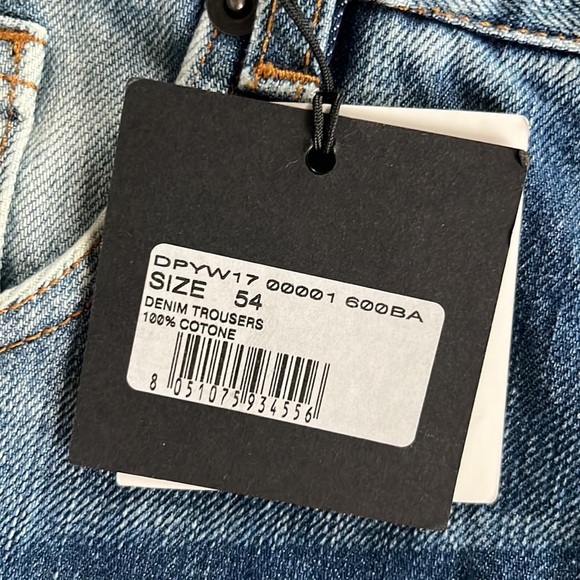 DPYW17 00001 600BA
SIZE 54
DENIM TROUSERS
100% COTONE
8 051075 934556